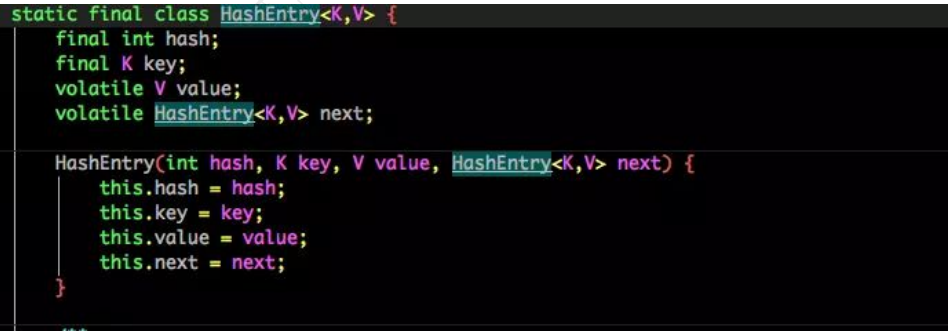 static final class HashEntry<K,V> {
    final int hash;
    final K key;
    volatile V value;
    volatile HashEntry<K,V> next;
    HashEntry(int hash, K key, V value, HashEntry<K,V> next) {
        this.hash = hash;
        this.key = key;
        this.value = value;
        this.next = next;
    }